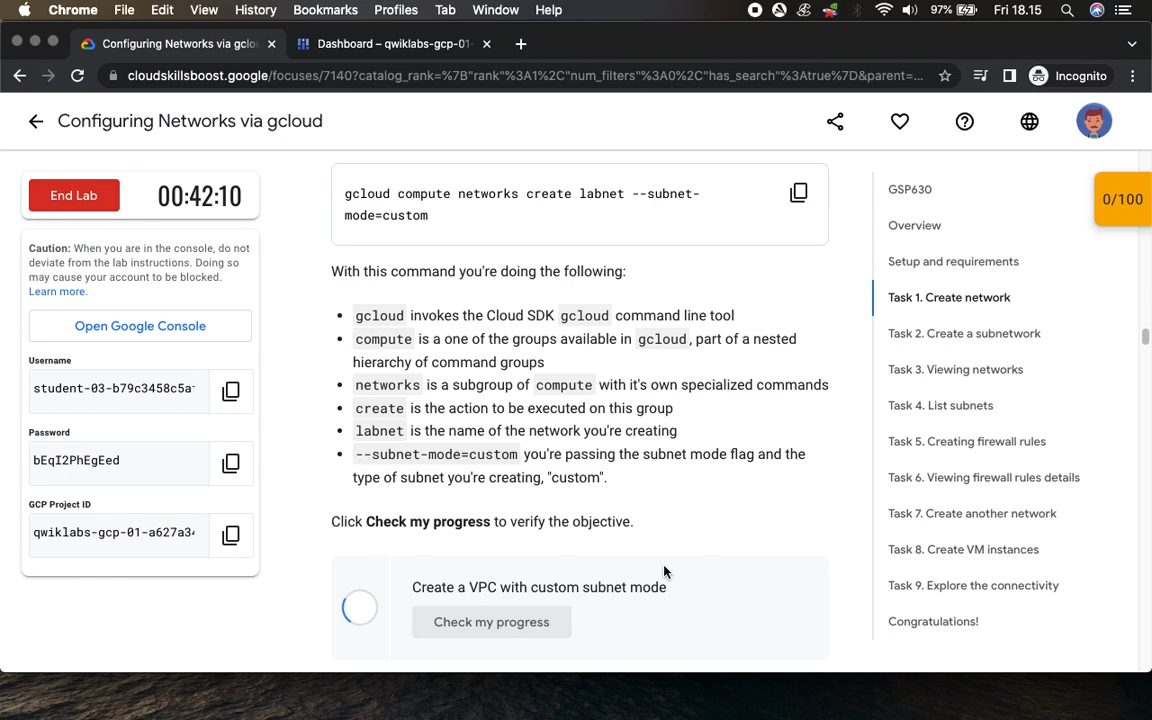 Chrome File Edit View History Bookmarks Profiles Tab Window Help 97% Fri 18.15
Configuring Networks via gclou
Dashboard – qwiklabs-gcp-01-
cloudskillsboost.google/focuses/7140?catalog_rank=%7B"rank"%3A1%2C"num_filters"%3A0%2C"has_search"%3Atrue%7D&parent=...
Incognito
Configuring Networks via gcloud
End Lab
00:42:10
Caution: When you are in the console, do not
deviate from the lab instructions. Doing so
may cause your account to be blocked.
Learn more.
Open Google Console
Username
student-03-b79c3458c5a
Password
bEqI2PhEgEed
GCP Project ID
qwiklabs-gcp-01-a627a3
gcloud compute networks create labnet --subnet-
mode=custom
With this command you're doing the following:
• gcloud invokes the Cloud SDK gcloud command line tool
• compute is a one of the groups available in gcloud, part of a nested
hierarchy of command groups
• networks is a subgroup of compute with it's own specialized commands
• create is the action to be executed on this group
• labnet is the name of the network you're creating
• --subnet-mode=custom you're passing the subnet mode flag and the
type of subnet you're creating, "custom".
Click Check my progress to verify the objective.
Create a VPC with custom subnet mode
Check my progress
GSP630
Overview
Setup and requirements
Task 1. Create network
Task 2. Create a subnetwork
Task 3. Viewing networks
Task 4. List subnets
Task 5. Creating firewall rules
Task 6. Viewing firewall rules details
Task 7. Create another network
Task 8. Create VM instances
Task 9. Explore the connectivity
Congratulations!
0/100